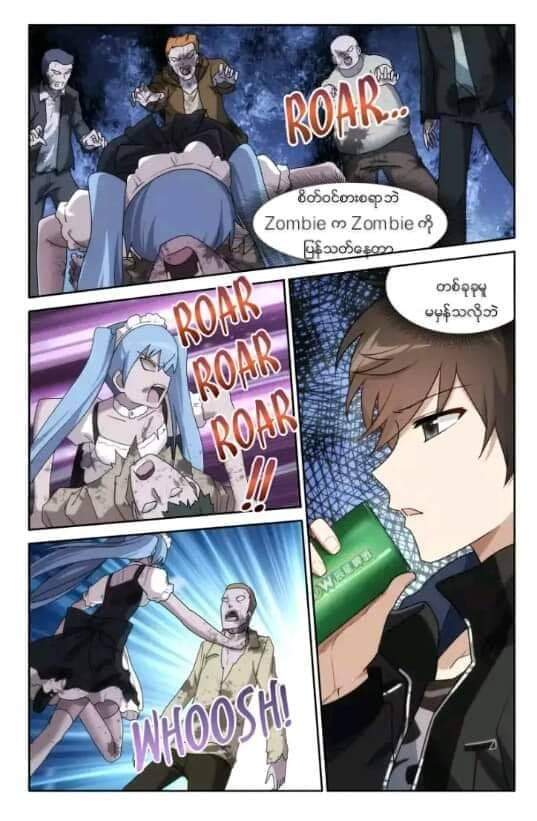 ROAR...
စိတ်ဝင်စားစရာဘဲ
Zombie က Zombie ကို
ပြန်သတ်နေတာ
တစ်ခုခုမူ
မမှန်သလိုဘဲ
ROAR
ROAR
ROAR
!!
WHOOSH!